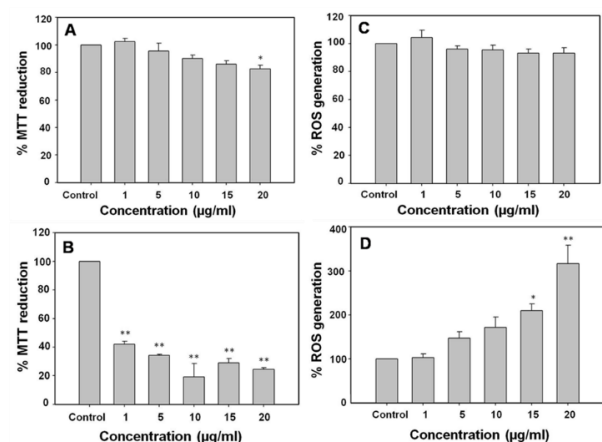 A
% MTT reduction
120
100
80
60
40
20
0
*
Control 1 5 10 15 20
Concentration (µg/ml)
C
% ROS generation
120
100
80
60
40
20
0
Control 1 5 10 15 20
Concentration (µg/ml)
B
% MTT reduction
120
100
80
60
40
20
0
** ** ** ** **
Control 1 5 10 15 20
Concentration (µg/ml)
D
% ROS generation
400
300
200
100
0
* **
Control 1 5 10 15 20
Concentration (µg/ml)